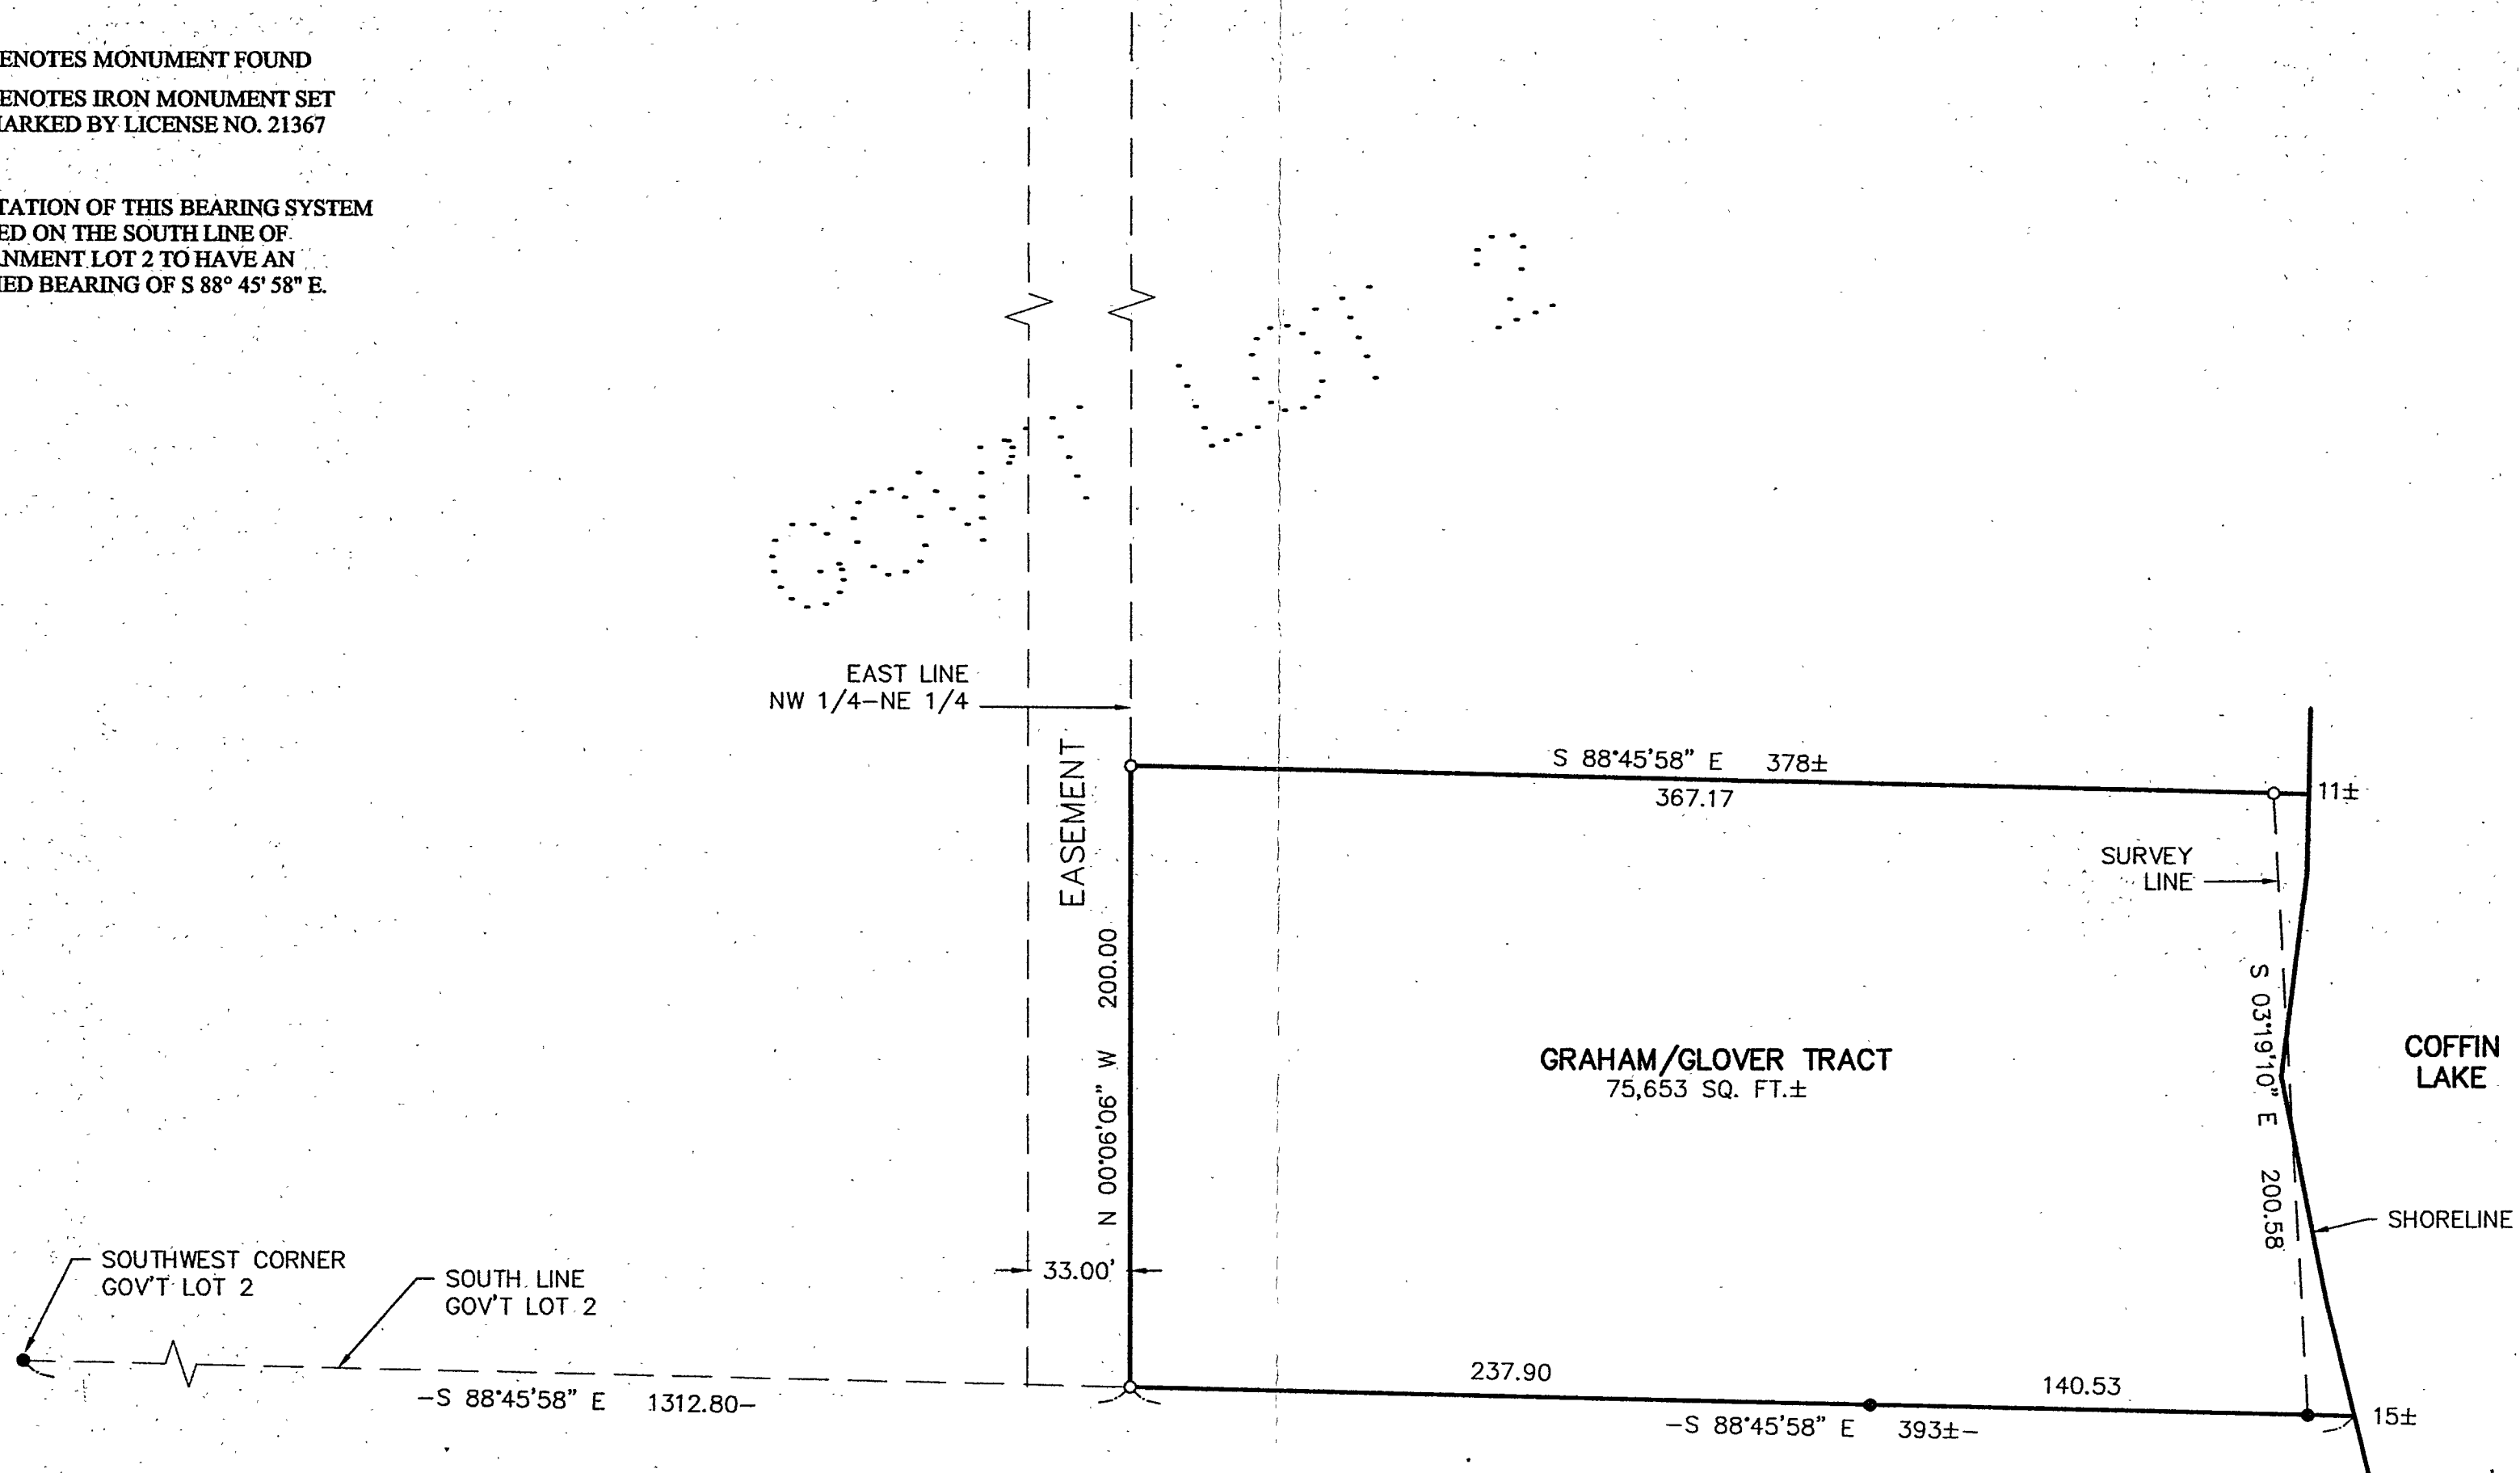 ENOTES MONUMENT FOUND
ENOTES IRON MONUMENT SET
MARKED BY LICENSE NO. 21367
TATION OF THIS BEARING SYSTEM
ED ON THE SOUTH LINE OF
RNMENT LOT 2 TO HAVE AN
MED BEARING OF S 88° 45' 58" E.
GOV'T LOT 2
EAST LINE
NW 1/4-NE 1/4
EASEMENT
S 88°45'58" E 378±
367.17
11±
SURVEY
LINE
N 00°06'06" W 200.00
S 03°19'10" E 200.58
GRAHAM/GLOVER TRACT
75,653 SQ. FT.±
COFFIN
LAKE
SHORELINE
33.00'
SOUTHWEST CORNER
GOV'T LOT 2
SOUTH LINE
GOV'T LOT 2
-S 88°45'58" E 1312.80-
237.90
140.53
-S 88°45'58" E 393±-
15±